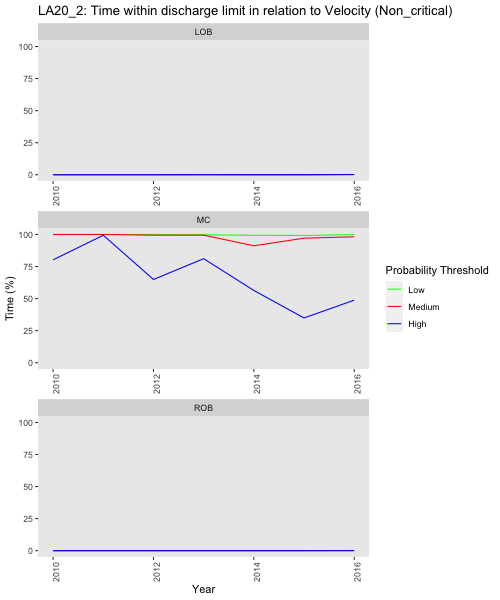 LA20_2: Time within discharge limit in relation to Velocity (Non_critical)
LOB
100
75
50
25
0
2010
2012
2014
2016
MC
100
75
50
25
0
2010
2012
2014
2016
Time (%)
Probability Threshold
Low
Medium
High
ROB
100
75
50
25
0
2010
2012
2014
2016
Year